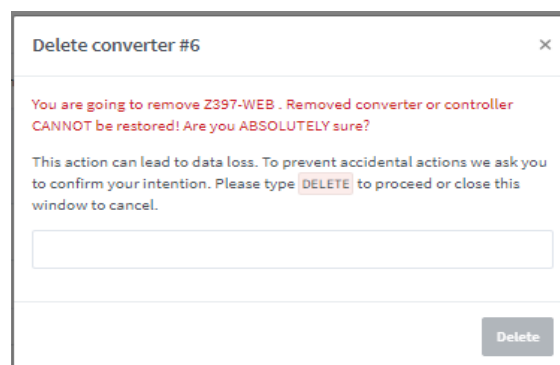 Delete converter #6
×
You are going to remove Z397-WEB . Removed converter or controller
CANNOT be restored! Are you ABSOLUTELY sure?
This action can lead to data loss. To prevent accidental actions we ask you
to confirm your intention. Please type DELETE to proceed or close this
window to cancel.
Delete